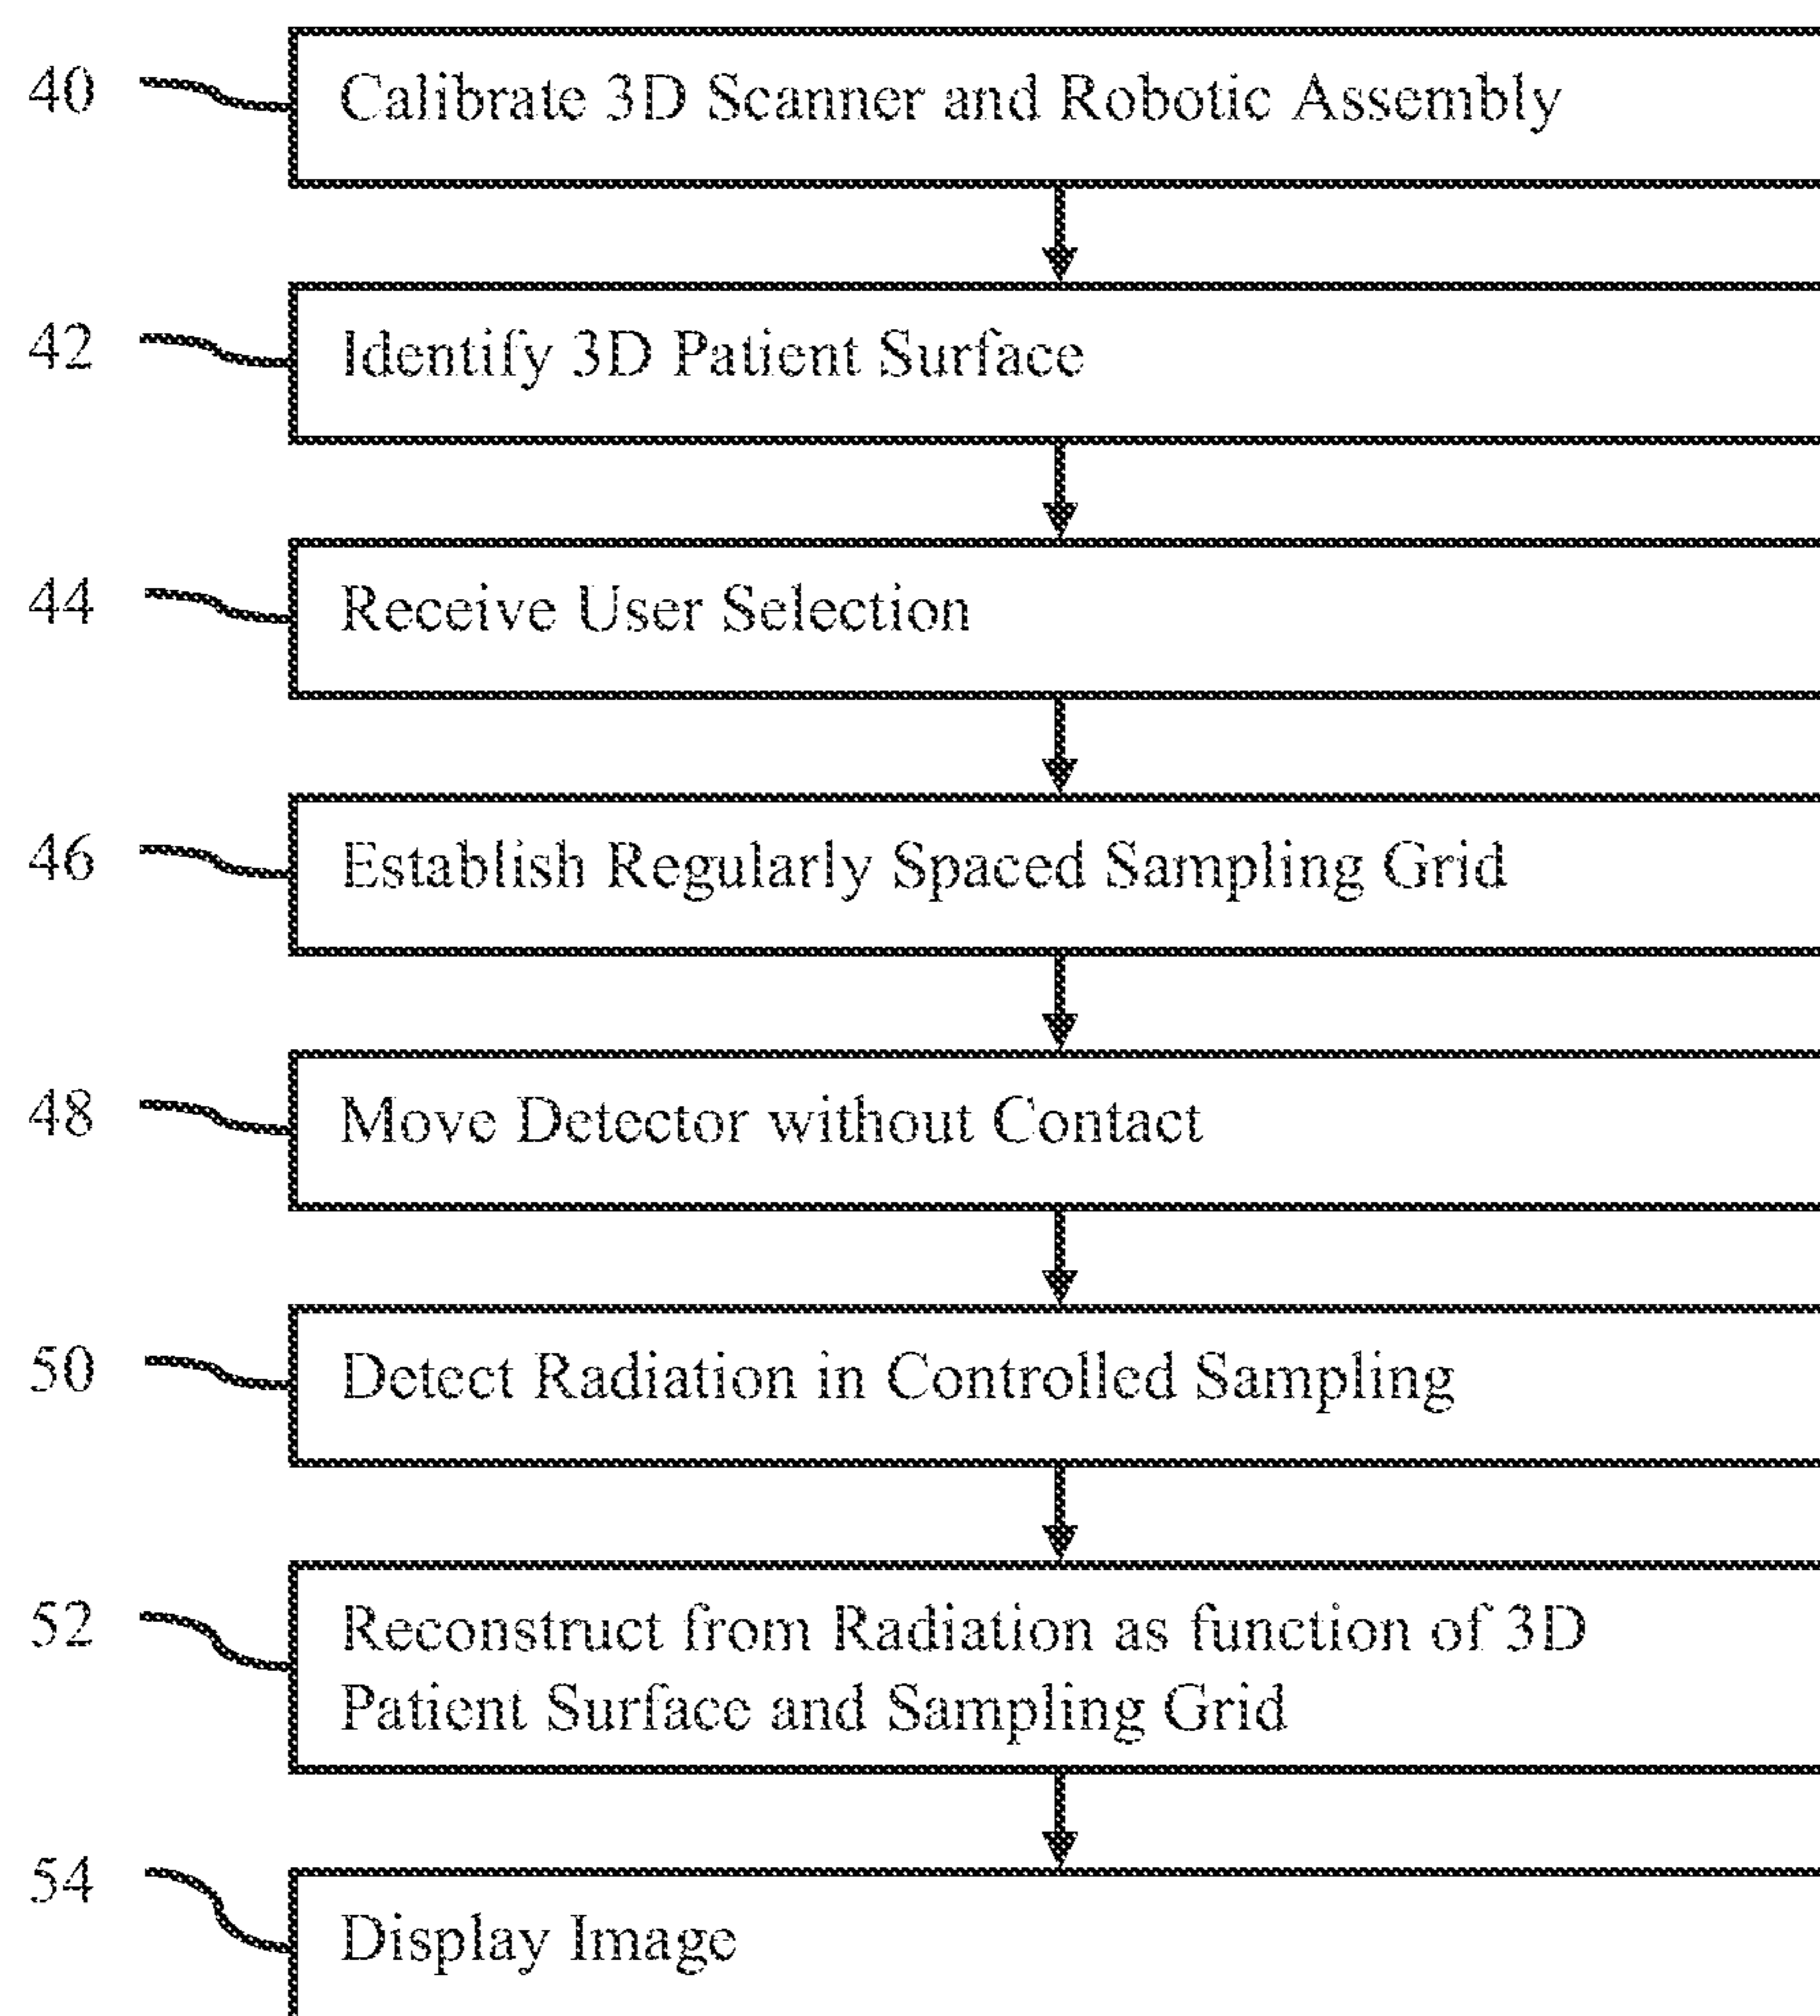 40 Calibrate 3D Scanner and Robotic Assembly
42 Identify 3D Patient Surface
44 Receive User Selection
46 Establish Regularly Spaced Sampling Grid
48 Move Detector without Contact
50 Detect Radiation in Controlled Sampling
52 Reconstruct from Radiation as function of 3D
Patient Surface and Sampling Grid
54 Display Image